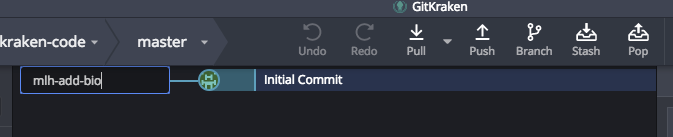 GitKraken
kraken-code
master
Undo
Redo
Pull
Push
Branch
Stash
Pop
mlh-add-bio
Initial Commit